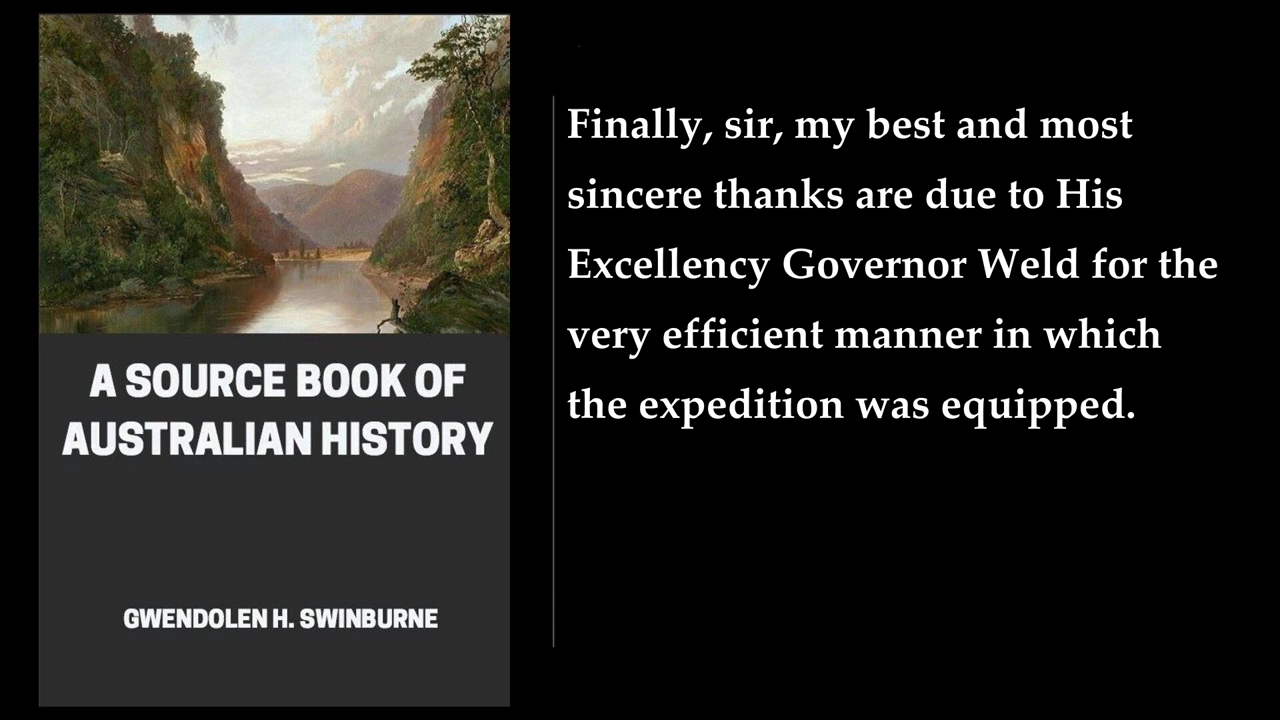 A SOURCE BOOK OF
AUSTRALIAN HISTORY
GWENDOLEN H. SWINBURNE
Finally, sir, my best and most
sincere thanks are due to His
Excellency Governor Weld for the
very efficient manner in which
the expedition was equipped.